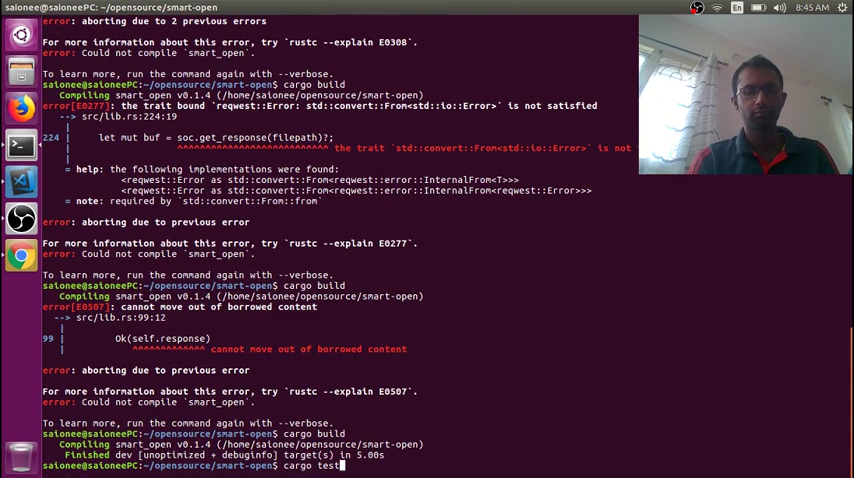 saionee@saioneePC: ~/opensource/smart-open
En
8:45 AM
error: aborting due to 2 previous errors
For more information about this error, try `rustc --explain E0308`.
error: Could not compile `smart_open`.
To learn more, run the command again with --verbose.
saionee@saioneePC:~/opensource/smart-open$ cargo build
Compiling smart_open v0.1.4 (/home/saionee/opensource/smart-open)
error[E0277]: the trait bound `reqwest::Error: std::convert::From<std::io::Error>` is not satisfied
--> src/lib.rs:224:19
|
224 | let mut buf = soc.get_response(filepath)?;
| ^^^^^^^^^^^^^^^^^^^^^^^^^^^ the trait `std::convert::From<std::io::Error>` is not
|
= help: the following implementations were found:
<reqwest::Error as std::convert::From<reqwest::error::InternalFrom<T>>>
<reqwest::Error as std::convert::From<reqwest::error::InternalFrom<reqwest::Error>>>
= note: required by `std::convert::From::from`
error: aborting due to previous error
For more information about this error, try `rustc --explain E0277`.
error: Could not compile `smart_open`.
To learn more, run the command again with --verbose.
saionee@saioneePC:~/opensource/smart-open$ cargo build
Compiling smart_open v0.1.4 (/home/saionee/opensource/smart-open)
error[E0507]: cannot move out of borrowed content
--> src/lib.rs:99:12
|
99 | Ok(self.response)
| ^^^^^^^^^^^^^ cannot move out of borrowed content
error: aborting due to previous error
For more information about this error, try `rustc --explain E0507`.
error: Could not compile `smart_open`.
To learn more, run the command again with --verbose.
saionee@saioneePC:~/opensource/smart-open$ cargo build
Compiling smart_open v0.1.4 (/home/saionee/opensource/smart-open)
Finished dev [unoptimized + debuginfo] target(s) in 5.00s
saionee@saioneePC:~/opensource/smart-open$ cargo test